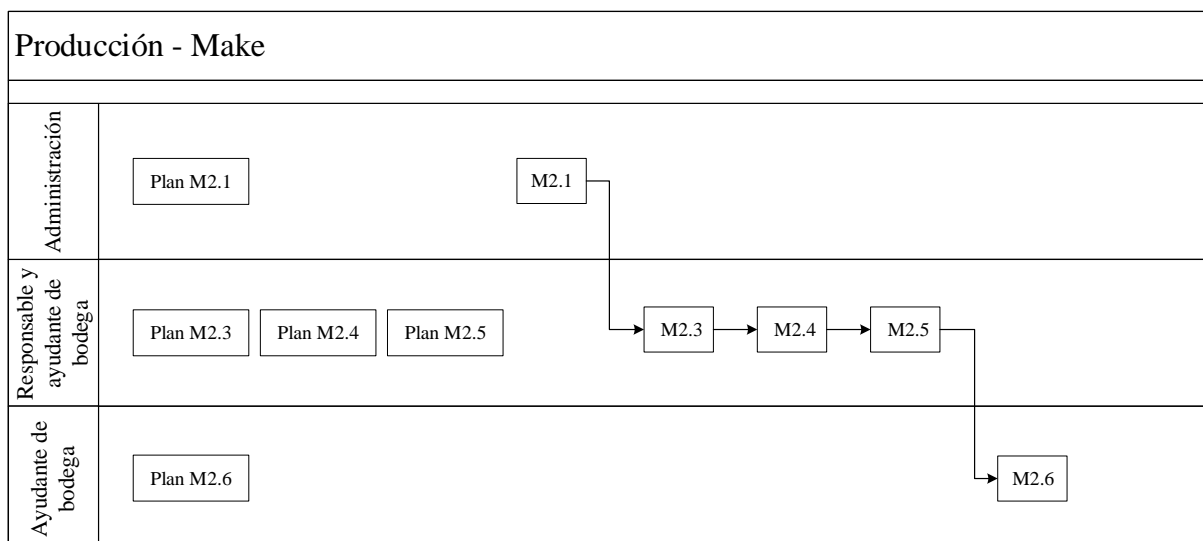 Producción - Make
Administración
Plan M2.1
M2.1
Responsable y
ayudante de
bodega
Plan M2.3
Plan M2.4
Plan M2.5
M2.3
M2.4
M2.5
Ayudante de
bodega
Plan M2.6
M2.6